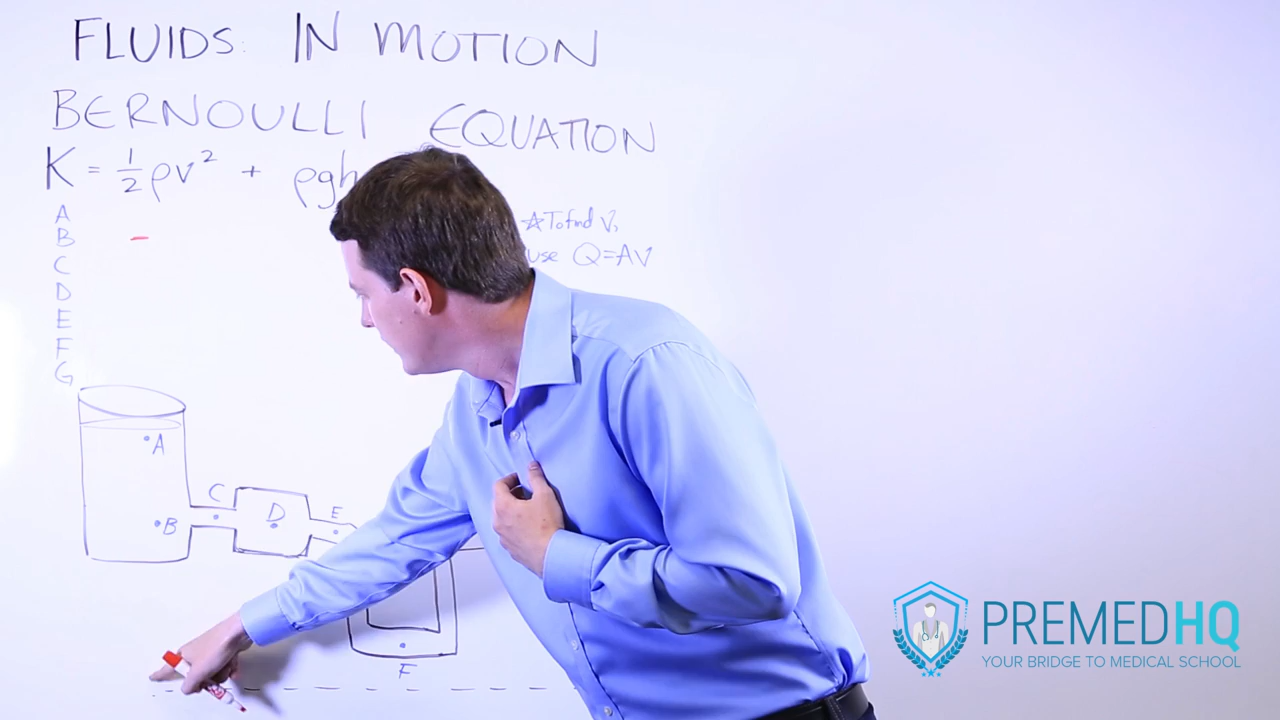 FLUIDS: IN MOTION
BERNOULLI EQUATION
K = ½ρv² + ρgh
A
B -
C
D
E
F
G
☆To find V,
use Q=AV
A
B
C
D
E
F
PREMEDHQ
YOUR BRIDGE TO MEDICAL SCHOOL